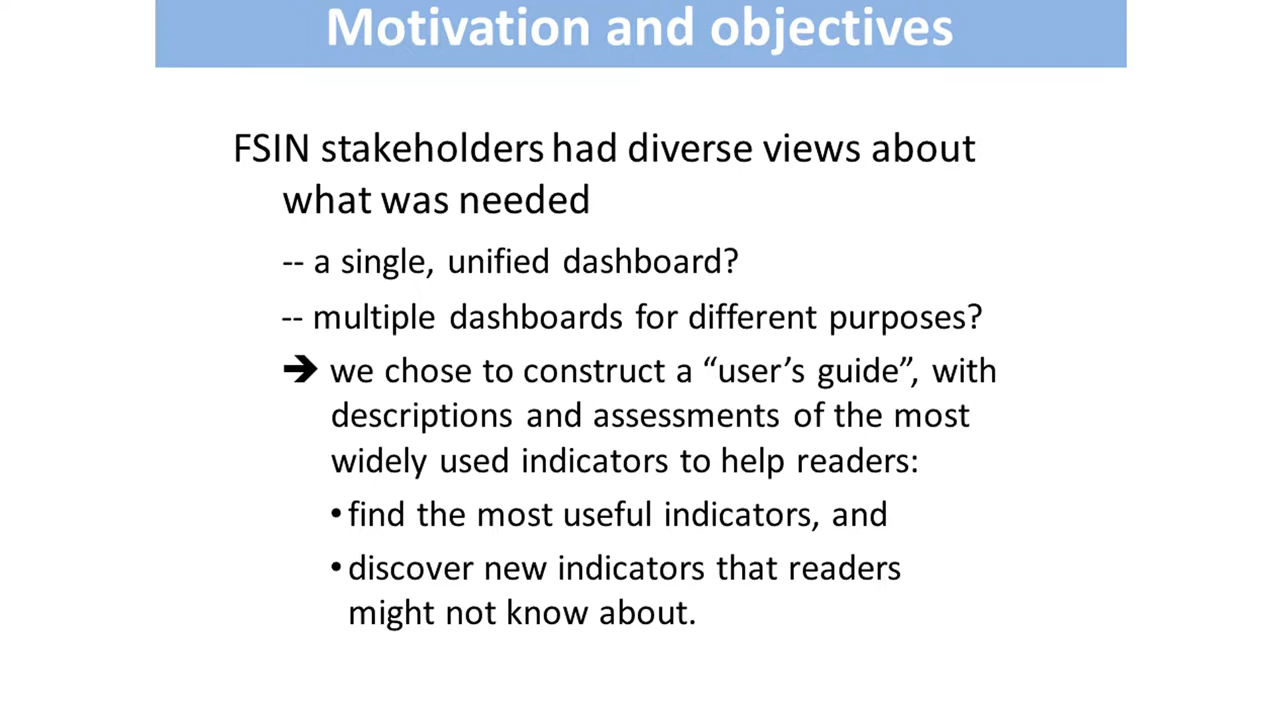 Motivation and objectives
FSIN stakeholders had diverse views about
what was needed
-- a single, unified dashboard?
-- multiple dashboards for different purposes?
➔ we chose to construct a “user’s guide”, with
descriptions and assessments of the most
widely used indicators to help readers:
•find the most useful indicators, and
•discover new indicators that readers
might not know about.